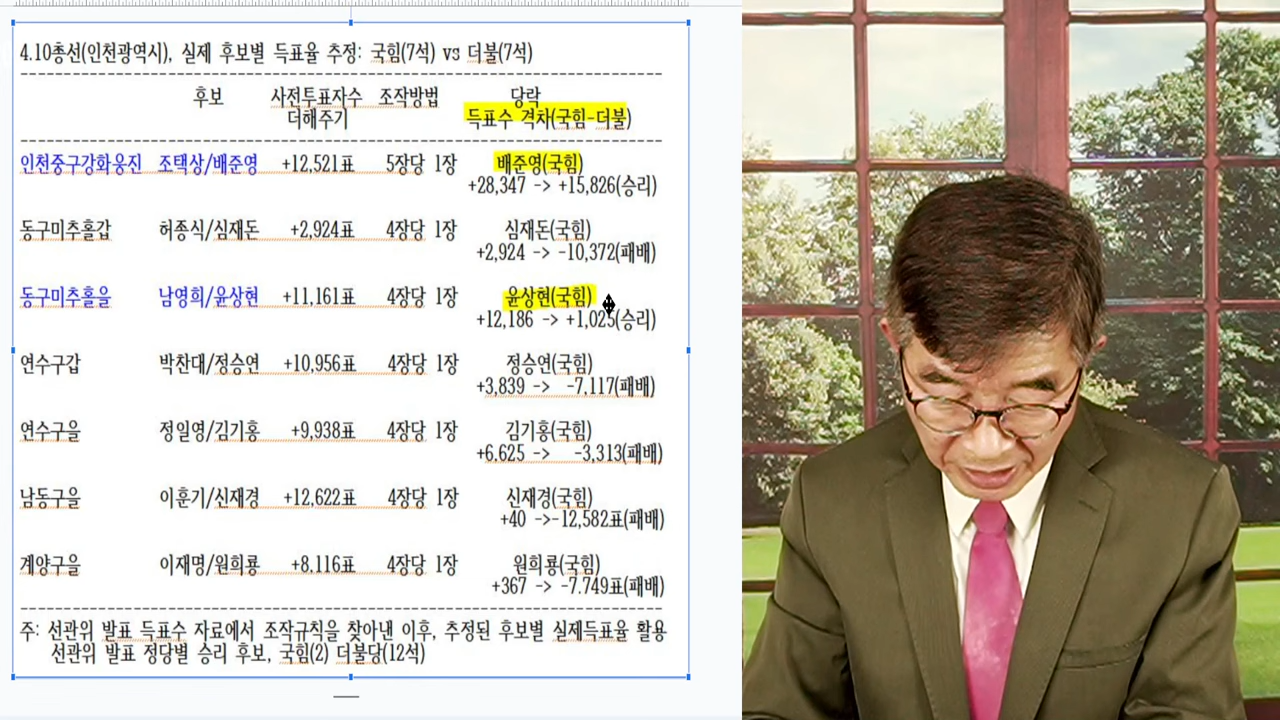 4.10총선(인천광역시), 실제 후보별 득표율 추정: 국힘(7석) vs 더불(7석)
후보 사전투표자수 조작방법 당락
더해주기 득표수 격차(국힘-더불)
인천중구강화옹진 조택상/배준영 +12,521표 5장당 1장 배준영(국힘)
+28,347 -> +15,826(승리)
동구미추홀갑 허종식/심재돈 +2,924표 4장당 1장 심재돈(국힘)
+2,924 -> -10,372(패배)
동구미추홀을 남영희/윤상현 +11,161표 4장당 1장 윤상현(국힘)
+12,186 -> +1,025(승리)
연수구갑 박찬대/정승연 +10,956표 4장당 1장 정승연(국힘)
+3,839 -> -7,117(패배)
연수구을 정일영/김기흥 +9,938표 4장당 1장 김기흥(국힘)
+6,625 -> -3,313(패배)
남동구을 이훈기/신재경 +12,622표 4장당 1장 신재경(국힘)
+40 ->-12,582표(패배)
계양구을 이재명/원희룡 +8,116표 4장당 1장 원희룡(국힘)
+367 -> -7.749표(패배)
주: 선관위 발표 득표수 자료에서 조작규칙을 찾아낸 이후, 추정된 후보별 실제득표율 활용
선관위 발표 정당별 승리 후보, 국힘(2) 더불당(12석)